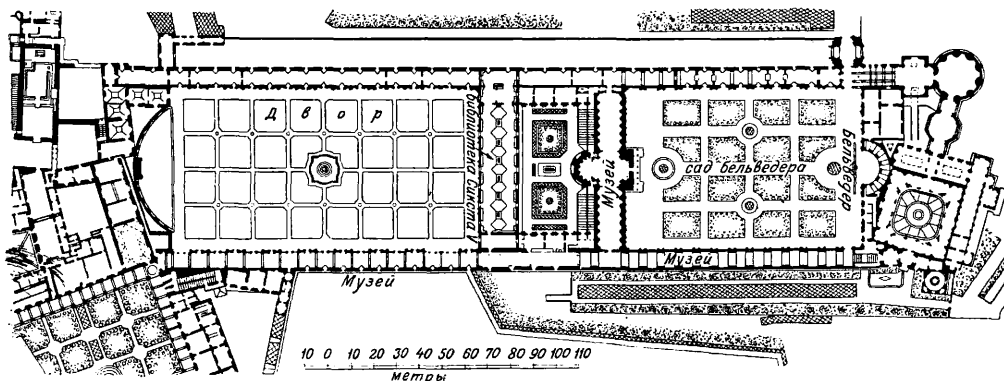 Двор
библиотека сикста V
Музей
сад бельведера
бельведер
Музей
Музей
10 0 10 20 30 40 50 60 70 80 90 100 110
метры